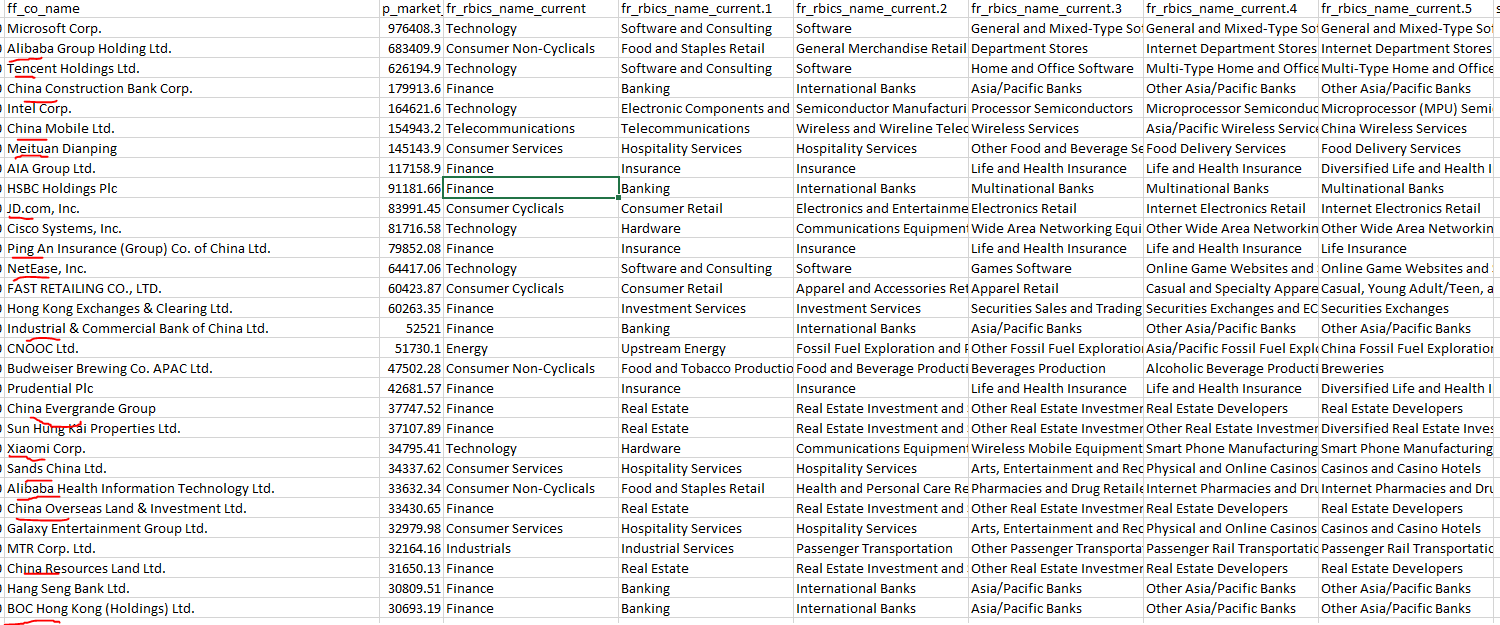 ff_co_name p_market fr_rbics_name_current fr_rbics_name_current.1 fr_rbics_name_current.2 fr_rbics_name_current.3 fr_rbics_name_current.4 fr_rbics_name_current.5
Microsoft Corp. 976408.3 Technology Software and Consulting Software General and Mixed-Type Sof General and Mixed-Type Sof General and Mixed-Type Sof
Alibaba Group Holding Ltd. 683409.9 Consumer Non-Cyclicals Food and Staples Retail General Merchandise Retail Department Stores Internet Department Stores Internet Department Stores
Tencent Holdings Ltd. 626194.9 Technology Software and Consulting Software Home and Office Software Multi-Type Home and Office Multi-Type Home and Office
China Construction Bank Corp. 179913.6 Finance Banking International Banks Asia/Pacific Banks Other Asia/Pacific Banks Other Asia/Pacific Banks
Intel Corp. 164621.6 Technology Electronic Components and Semiconductor Manufacturi Processor Semiconductors Microprocessor Semiconduc Microprocessor (MPU) Semi
China Mobile Ltd. 154943.2 Telecommunications Telecommunications Wireless and Wireline Telec Wireless Services Asia/Pacific Wireless Service China Wireless Services
Meituan Dianping 145143.9 Consumer Services Hospitality Services Hospitality Services Other Food and Beverage Se Food Delivery Services Food Delivery Services
AIA Group Ltd. 117158.9 Finance Insurance Insurance Life and Health Insurance Life and Health Insurance Diversified Life and Health I
HSBC Holdings Plc 91181.66 Finance Banking International Banks Multinational Banks Multinational Banks Multinational Banks
JD.com, Inc. 83991.45 Consumer Cyclicals Consumer Retail Electronics and Entertainme Electronics Retail Internet Electronics Retail Internet Electronics Retail
Cisco Systems, Inc. 81716.58 Technology Hardware Communications Equipment Wide Area Networking Equi Other Wide Area Networkin Other Wide Area Networkin
Ping An Insurance (Group) Co. of China Ltd. 79852.08 Finance Insurance Insurance Life and Health Insurance Life and Health Insurance Life Insurance
NetEase, Inc. 64417.06 Technology Software and Consulting Software Games Software Online Game Websites and Online Game Websites and
FAST RETAILING CO., LTD. 60423.87 Consumer Cyclicals Consumer Retail Apparel and Accessories Ret Apparel Retail Casual and Specialty Appare Casual, Young Adult/Teen, a
Hong Kong Exchanges & Clearing Ltd. 60263.35 Finance Investment Services Investment Services Securities Sales and Trading Securities Exchanges and EC Securities Exchanges
Industrial & Commercial Bank of China Ltd. 52521 Finance Banking International Banks Asia/Pacific Banks Other Asia/Pacific Banks Other Asia/Pacific Banks
CNOOC Ltd. 51730.1 Energy Upstream Energy Fossil Fuel Exploration and P Other Fossil Fuel Exploratio Asia/Pacific Fossil Fuel Explo China Fossil Fuel Exploration
Budweiser Brewing Co. APAC Ltd. 47502.28 Consumer Non-Cyclicals Food and Tobacco Productio Food and Beverage Producti Beverages Production Alcoholic Beverage Producti Breweries
Prudential Plc 42681.57 Finance Insurance Insurance Life and Health Insurance Life and Health Insurance Diversified Life and Health I
China Evergrande Group 37747.52 Finance Real Estate Real Estate Investment and Other Real Estate Investmen Real Estate Developers Real Estate Developers
Sun Hung Kai Properties Ltd. 37107.89 Finance Real Estate Real Estate Investment and Other Real Estate Investmen Other Real Estate Investmen Diversified Real Estate Inves
Xiaomi Corp. 34795.41 Technology Hardware Communications Equipment Wireless Mobile Equipment Smart Phone Manufacturing Smart Phone Manufacturing
Sands China Ltd. 34337.62 Consumer Services Hospitality Services Hospitality Services Arts, Entertainment and Rec Physical and Online Casinos Casinos and Casino Hotels
Alibaba Health Information Technology Ltd. 33632.34 Consumer Non-Cyclicals Food and Staples Retail Health and Personal Care Re Pharmacies and Drug Retaile Internet Pharmacies and Dru Internet Pharmacies and Dru
China Overseas Land & Investment Ltd. 33430.65 Finance Real Estate Real Estate Investment and Other Real Estate Investmen Real Estate Developers Real Estate Developers
Galaxy Entertainment Group Ltd. 32979.98 Consumer Services Hospitality Services Hospitality Services Arts, Entertainment and Rec Physical and Online Casinos Casinos and Casino Hotels
MTR Corp. Ltd. 32164.16 Industrials Industrial Services Passenger Transportation Other Passenger Transporta Passenger Rail Transportatic Passenger Rail Transportatic
China Resources Land Ltd. 31650.13 Finance Real Estate Real Estate Investment and Other Real Estate Investmen Real Estate Developers Real Estate Developers
Hang Seng Bank Ltd. 30809.51 Finance Banking International Banks Asia/Pacific Banks Other Asia/Pacific Banks Other Asia/Pacific Banks
BOC Hong Kong (Holdings) Ltd. 30693.19 Finance Banking International Banks Asia/Pacific Banks Other Asia/Pacific Banks Other Asia/Pacific Banks